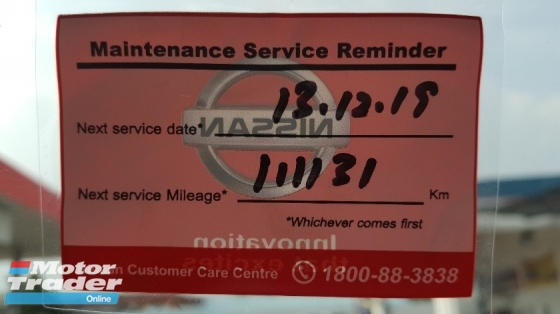 Maintenance Service Reminder
Next service date* 13.12.19
NISSAN
Next service Mileage* 111131 Km
*Whichever comes first
Innovation
that excites
Customer Care Centre 1800-88-3838
Motor
Trader
Online